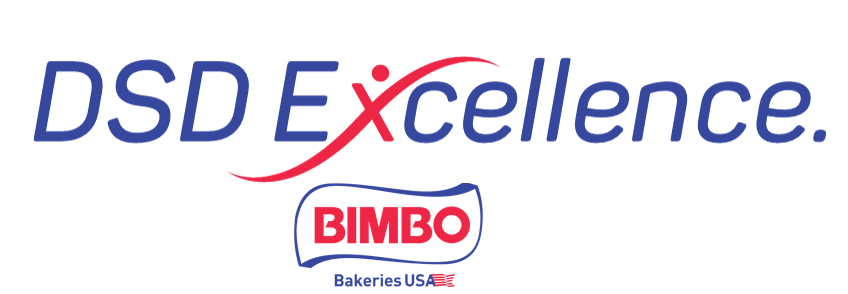 DSD Excellence.
BIMBO
Bakeries USA